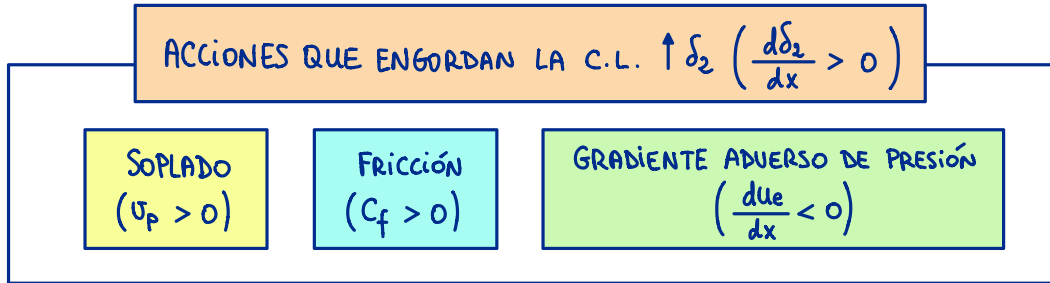 ACCIONES QUE ENGORDAN LA C.L. ↑ δ₂ (dδ₂/dx > 0)
SOPLADO
(υₚ > 0)
FRICCIÓN
(C_f > 0)
GRADIENTE ADVERSO DE PRESIÓN
(du_e/dx < 0)